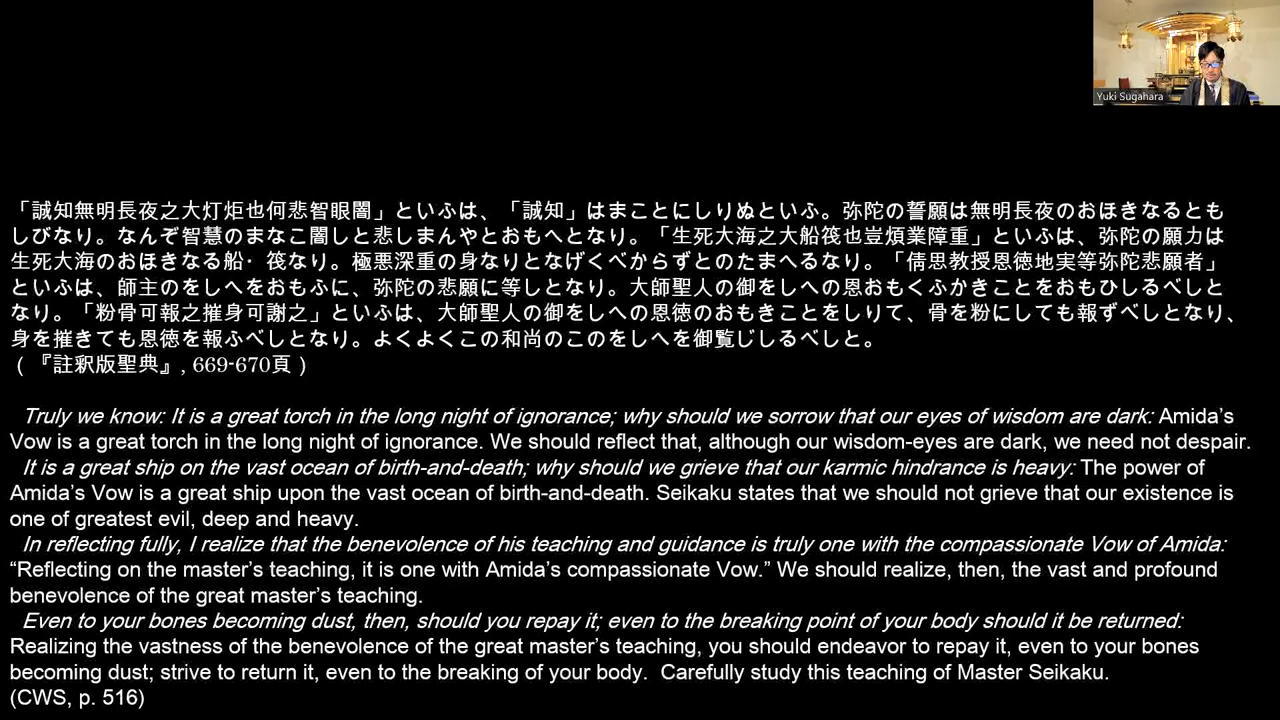 Yuki Sugahara
「誠知無明長夜之大灯炬也何悲智眼闇」といふは、「誠知」はまことにしりぬといふ。弥陀の誓願は無明長夜のおほきなるとも
しびなり。なんぞ智慧のまなこ闇しと悲しまんやとおもへとなり。「生死大海之大船筏也豈煩業障重」といふは、弥陀の願力は
生死大海のおほきなる船・筏なり。極悪深重の身なりとなげくべからずとのたまへるなり。「倩思教授恩徳地実等弥陀悲願者」
といふは、師主のをしへをおもふに、弥陀の悲願に等しとなり。大師聖人の御をしへの恩おもくふかきことをおもひしるべしと
なり。「粉骨可報之摧身可謝之」といふは、大師聖人の御をしへの恩徳のおもきことをしりて、骨を粉にしても報ずべしとなり、
身を摧きても恩徳を報ふべしとなり。よくよくこの和尚のこのをしへを御覧じしるべしと。
(『註釈版聖典』, 669-670頁)
Truly we know: It is a great torch in the long night of ignorance; why should we sorrow that our eyes of wisdom are dark: Amida's
Vow is a great torch in the long night of ignorance. We should reflect that, although our wisdom-eyes are dark, we need not despair.
It is a great ship on the vast ocean of birth-and-death; why should we grieve that our karmic hindrance is heavy: The power of
Amida's Vow is a great ship upon the vast ocean of birth-and-death. Seikaku states that we should not grieve that our existence is
one of greatest evil, deep and heavy.
In reflecting fully, I realize that the benevolence of his teaching and guidance is truly one with the compassionate Vow of Amida:
“Reflecting on the master's teaching, it is one with Amida's compassionate Vow.” We should realize, then, the vast and profound
benevolence of the great master's teaching.
Even to your bones becoming dust, then, should you repay it; even to the breaking point of your body should it be returned:
Realizing the vastness of the benevolence of the great master's teaching, you should endeavor to repay it, even to your bones
becoming dust; strive to return it, even to the breaking of your body.  Carefully study this teaching of Master Seikaku.
(CWS, p. 516)